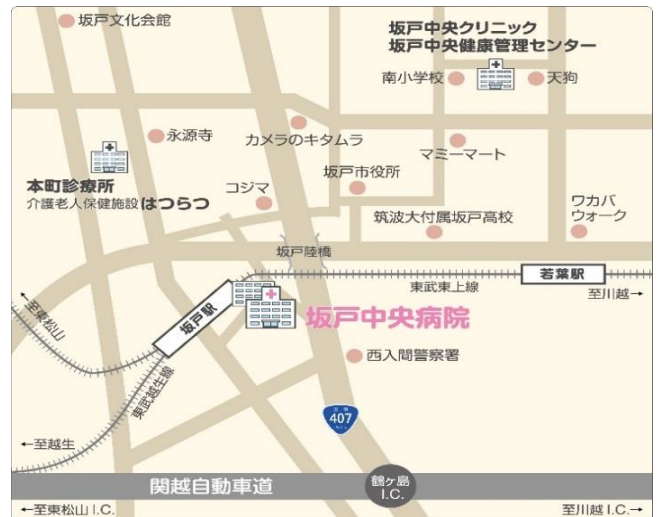 坂戸文化会館
坂戸中央クリニック
坂戸中央健康管理センター
南小学校
天狗
永源寺
カメラのキタムラ
マミーマート
坂戸市役所
本町診療所
介護老人保健施設はつらつ
コジマ
筑波大付属坂戸高校
ワカバ
ウォーク
坂戸陸橋
東武東上線
若葉駅
至川越→
←至東松山
坂戸駅
坂戸中央病院
東武越生線
西入間警察署
407
←至越生
関越自動車道
鶴ヶ島
I.C.
←至東松山I.C.
至川越I.C.→